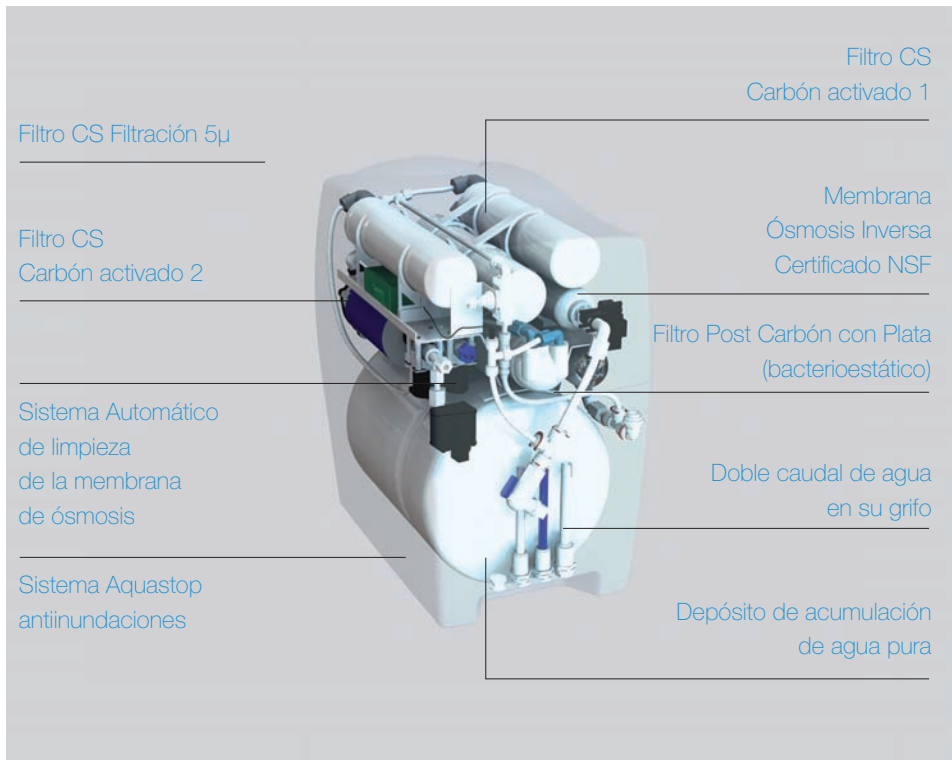 Filtro CS
Carbón activado 1
Filtro CS Filtración 5µ
Membrana
Ósmosis Inversa
Certificado NSF
Filtro CS
Carbón activado 2
Filtro Post Carbón con Plata
(bacterioestático)
Sistema Automático
de limpieza
de la membrana
de ósmosis
Doble caudal de agua
en su grifo
Sistema Aquastop
antiinundaciones
Depósito de acumulación
de agua pura